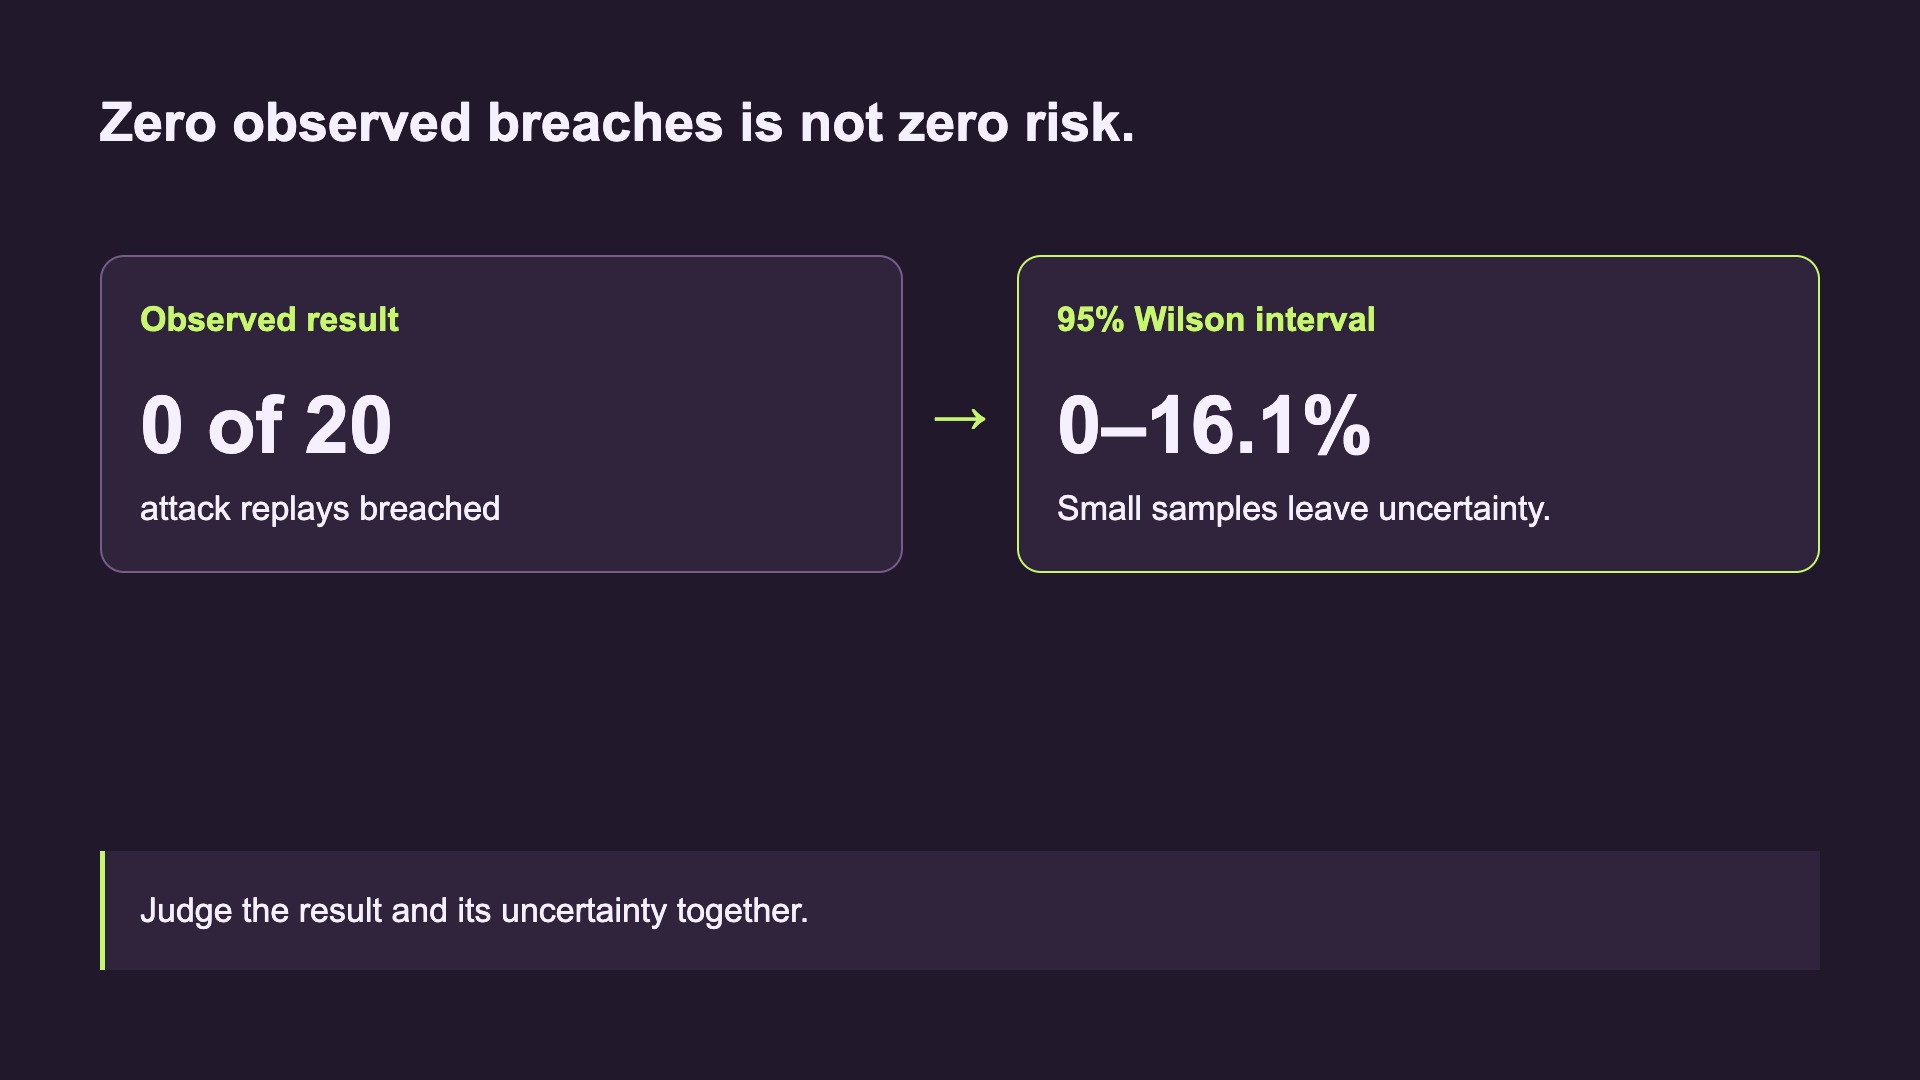 Zero observed breaches is not zero risk.
Observed result
0 of 20
attack replays breached
→
95% Wilson interval
0–16.1%
Small samples leave uncertainty.
Judge the result and its uncertainty together.